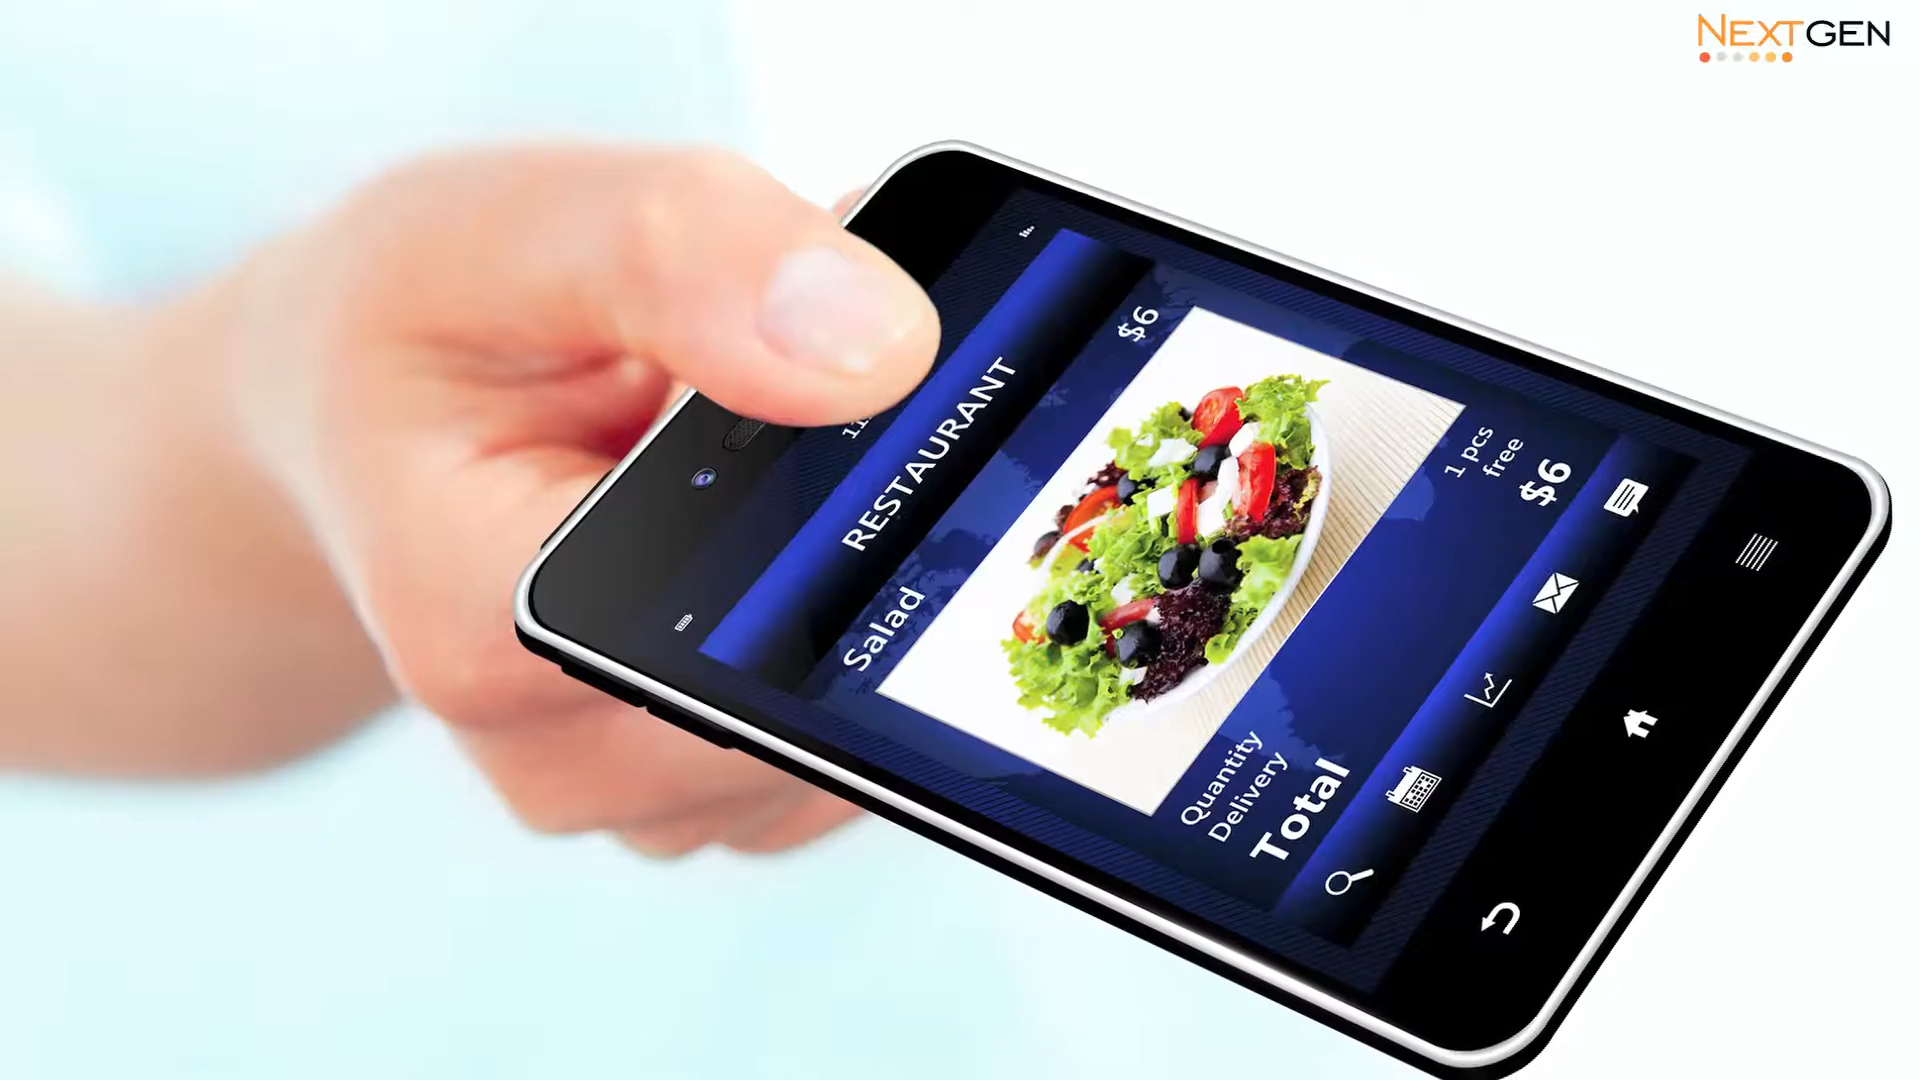 NEXTGEN
RESTAURANT
Salad $6
Quantity 1 pcs
Delivery free
Total $6